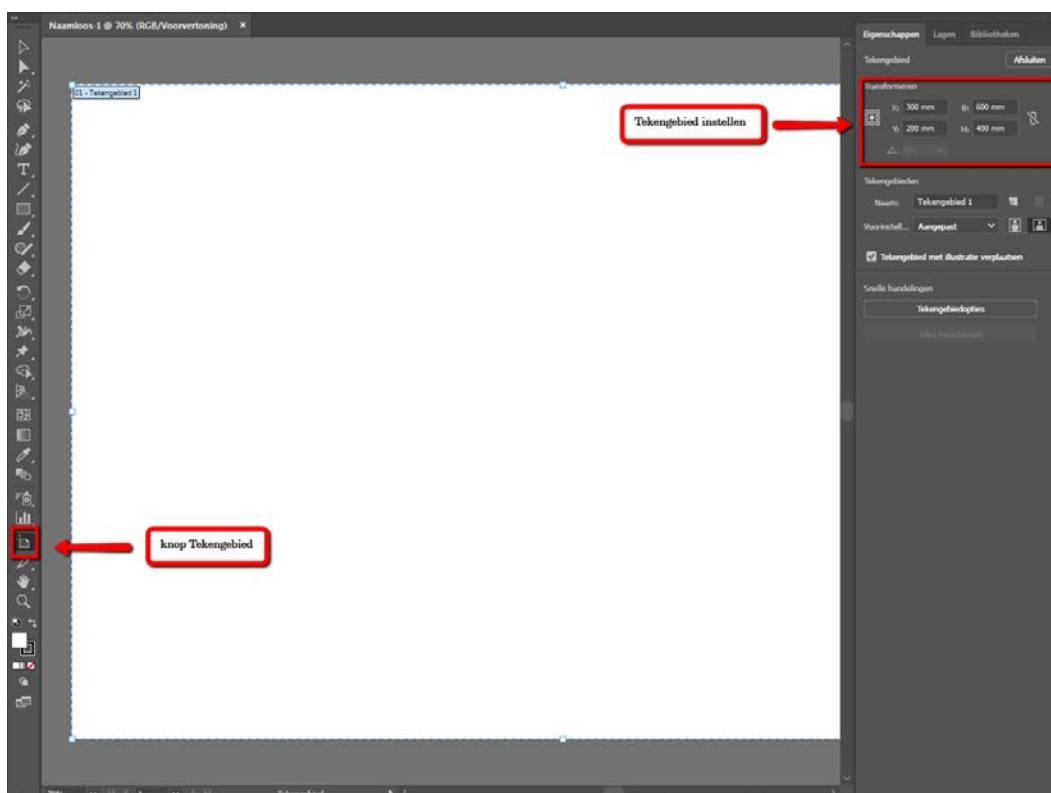 Naamloos-1 @ 70% (RGB/Voorvertoning) ×
Eigenschappen Lagen Bibliotheken
Tekengebied Afsluiten
Transformeren
X: 300 mm B: 600 mm
Y: 200 mm H: 400 mm
01 - Tekengebied 1
Tekengebied instellen
Tekengebieden
Naam: Tekengebied 1
Voorinstell... Aangepast
Tekengebied met illustratie verplaatsen
Snelle handelingen
Tekengebiedopties
knop Tekengebied
70%